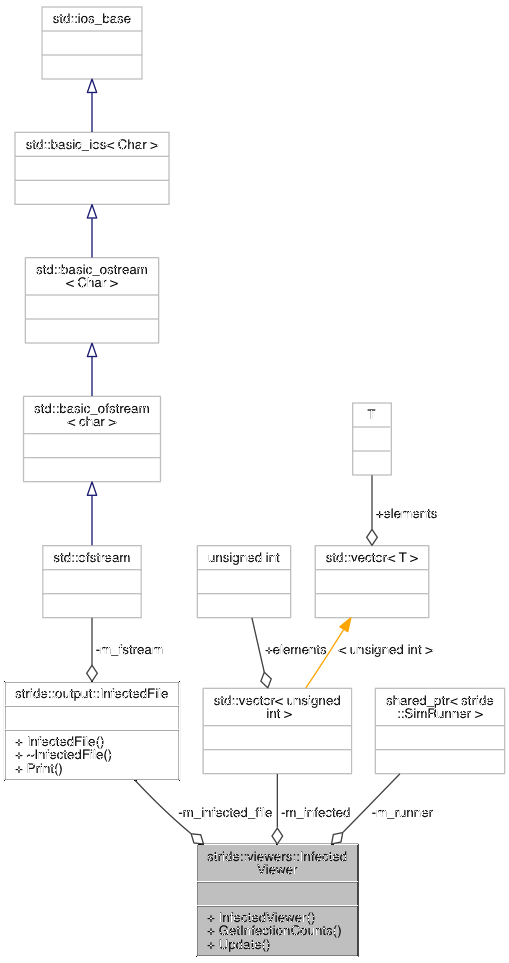 std::ios_base
std::basic_ios< Char >
std::basic_ostream
< Char >
std::basic_ofstream
< char >
T
+elements
std::ofstream
unsigned int
std::vector< T >
-m_fstream
+elements
< unsigned int >
stride::output::InfectedFile
+ InfectedFile()
+ ~InfectedFile()
+ Print()
std::vector< unsigned
int >
shared_ptr< stride
::SimRunner >
-m_infected_file
-m_infected
-m_runner
stride::viewers::Infected
Viewer
+ InfectedViewer()
+ GetInfectionCounts()
+ Update()